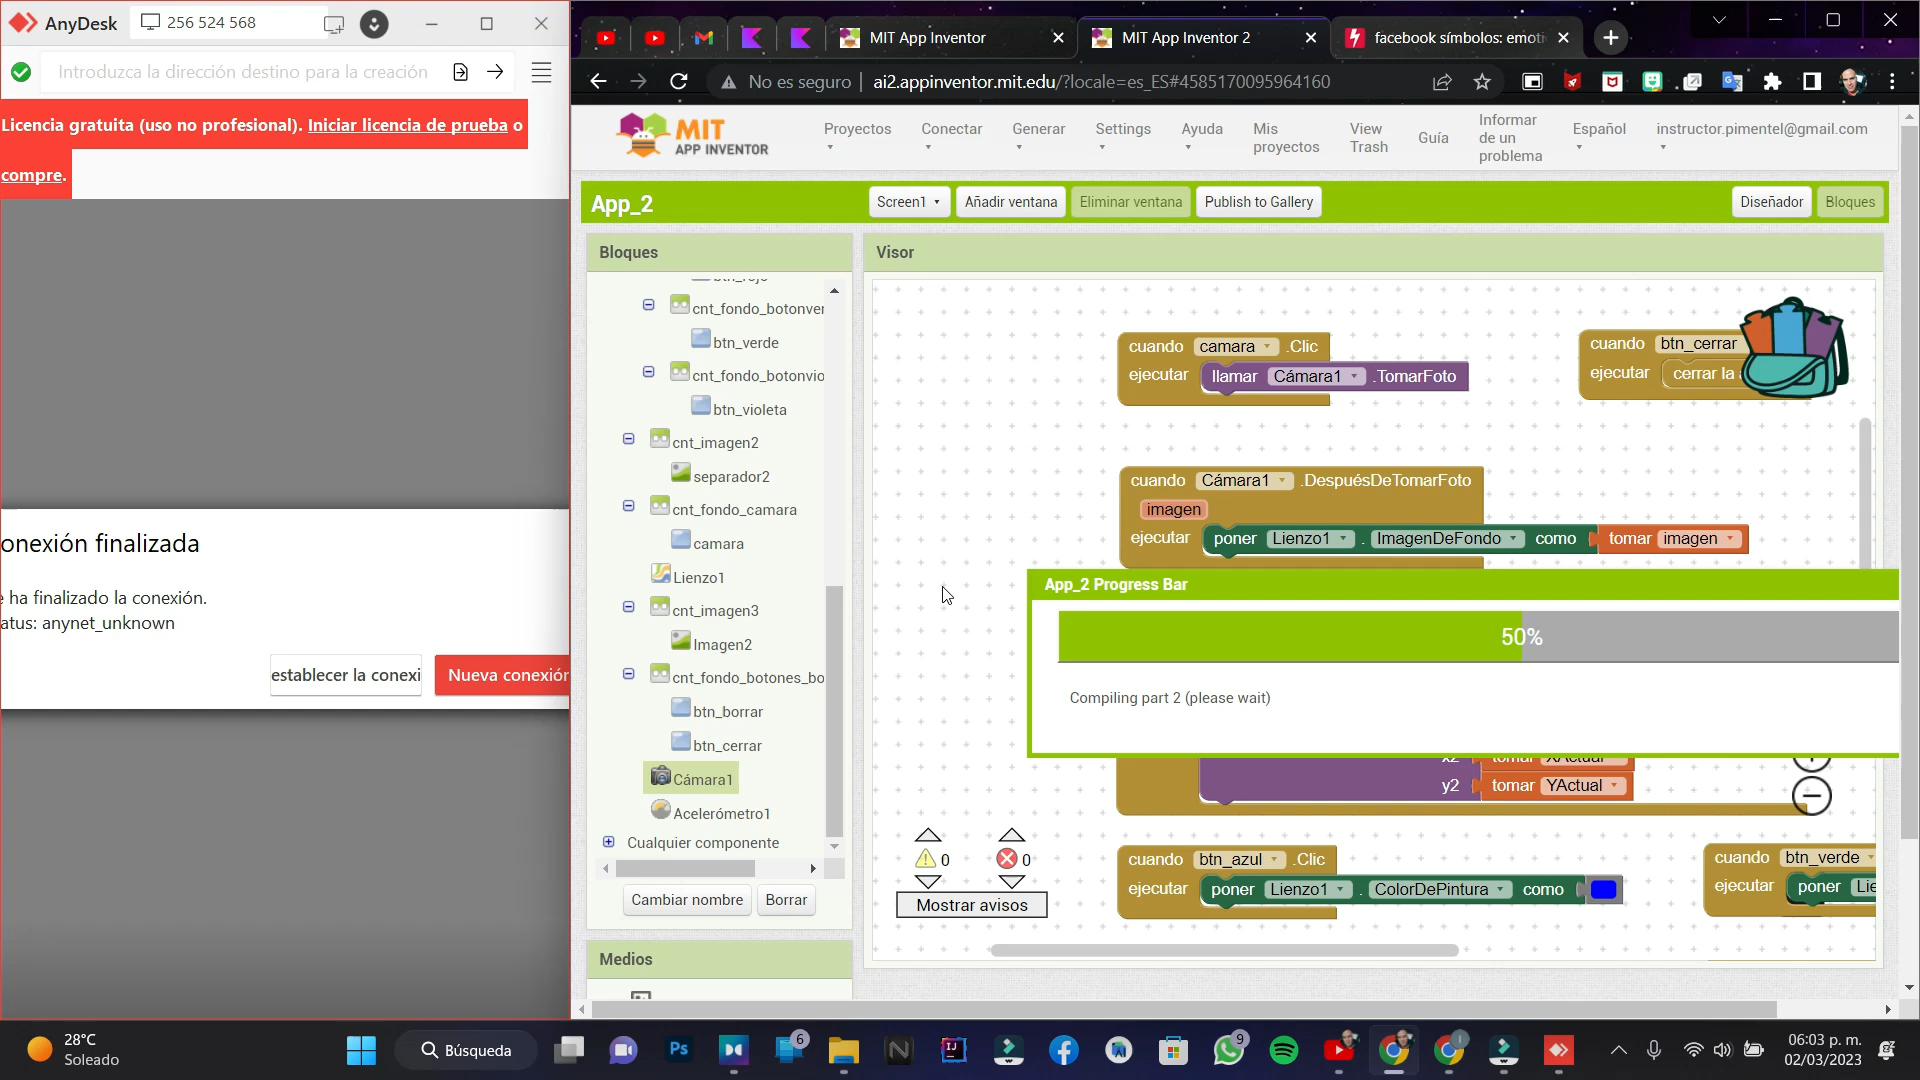 AnyDesk
256 524 568
Introduzca la dirección destino para la creación
Licencia gratuita (uso no profesional). Iniciar licencia de prueba o
compre.
onexión finalizada
ha finalizado la conexión.
atus: anynet_unknown
establecer la conexi
Nueva conexión
MIT App Inventor
MIT App Inventor 2
facebook símbolos: emoti
No es seguro
ai2.appinventor.mit.edu/?locale=es_ES#4585170095964160
MIT
APP INVENTOR
Proyectos
Conectar
Generar
Settings
Ayuda
Mis
proyectos
View
Trash
Guía
Informar
de un
problema
Español
instructor.pimentel@gmail.com
App_2
Screen1
Añadir ventana
Eliminar ventana
Publish to Gallery
Diseñador
Bloques
Bloques
cnt_fondo_botonver
btn_verde
cnt_fondo_botonvio
btn_violeta
cnt_imagen2
separador2
cnt_fondo_camara
camara
Lienzo1
cnt_imagen3
Imagen2
cnt_fondo_botones_bo
btn_borrar
btn_cerrar
Cámara1
Acelerómetro1
Cualquier componente
Cambiar nombre
Borrar
Medios
Visor
cuando camara .Clic
ejecutar llamar Cámara1 .TomarFoto
cuando btn_cerrar
ejecutar cerrar la
cuando Cámara1 .DespuésDeTomarFoto
imagen
ejecutar poner Lienzo1 . ImagenDeFondo como tomar imagen
App_2 Progress Bar
50%
Compiling part 2 (please wait)
x2 tomar XActual
y2 tomar YActual
0
0
Mostrar avisos
cuando btn_azul .Clic
ejecutar poner Lienzo1 . ColorDePintura como
cuando btn_verde
ejecutar poner Lie
28°C
Soleado
Búsqueda
Ps
6
9
06:03 p. m.
02/03/2023